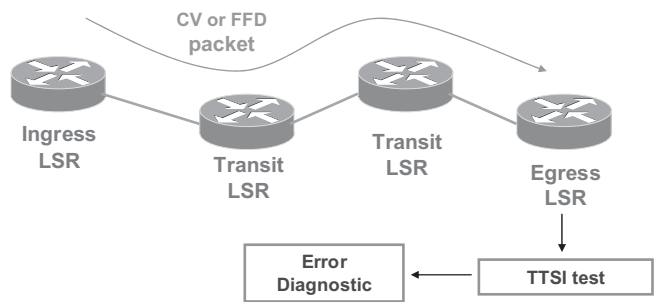 CV or FFD
packet
Ingress
LSR
Transit
LSR
Transit
LSR
Egress
LSR
Error
Diagnostic
TTSI test